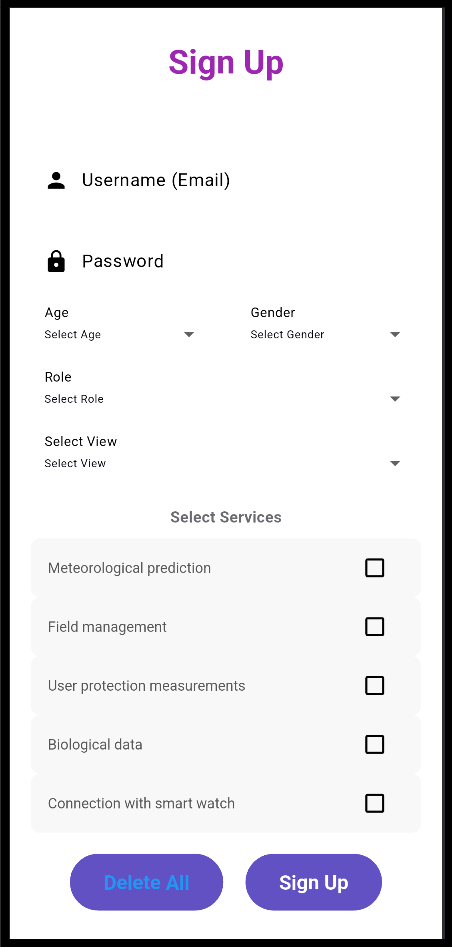 Sign Up
Username (Email)
Password
Age
Gender
Select Age
Select Gender
Role
Select Role
Select View
Select View
Select Services
Meteorological prediction
Field management
User protection measurements
Biological data
Connection with smart watch
Delete All
Sign Up